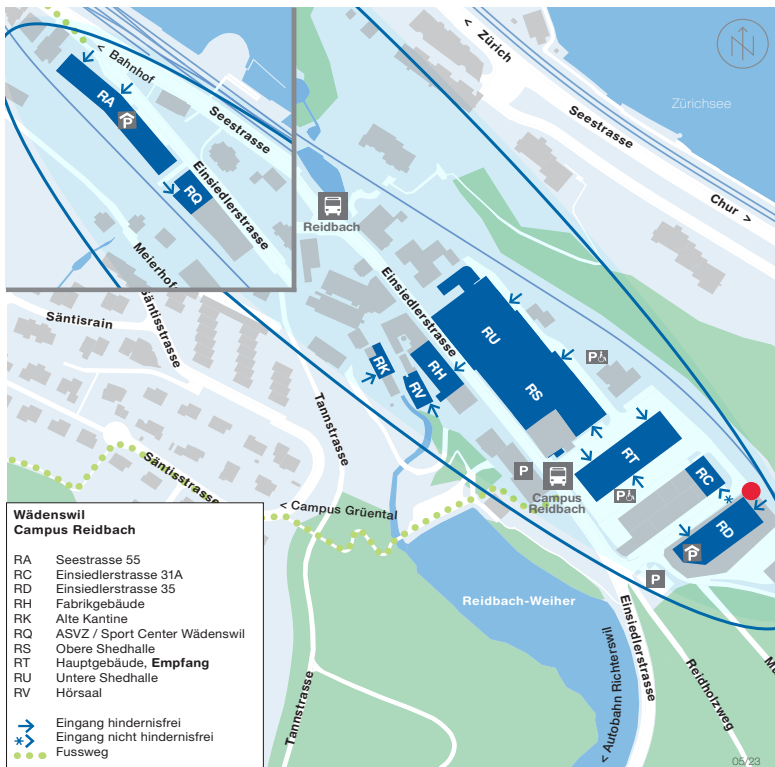 < Bahnhof
RA
P
Seestrasse
RQ
Einsiedlerstrasse
Meierhof
< Zürich
N
Zürichsee
Seestrasse
Chur >
Reidbach
Säntisrain
Säntisstrasse
Einsiedlerstrasse
RU
RK
RH
RV
RS
P
Tannstrasse
RT
Säntisstrasse
P
Campus
Reidbach
P
RC
RD
P
< Campus Grüental
P
Reidbach-Weiher
Einsiedlerstrasse
< Autobahn Richterswil
Reidholzweg
Tannstrasse
Wädenswil
Campus Reidbach
RA Seestrasse 55
RC Einsiedlerstrasse 31A
RD Einsiedlerstrasse 35
RH Fabrikgebäude
RK Alte Kantine
RQ ASVZ / Sport Center Wädenswil
RS Obere Shedhalle
RT Hauptgebäude, Empfang
RU Untere Shedhalle
RV Hörsaal
Eingang hindernisfrei
Eingang nicht hindernisfrei
Fussweg
05/23